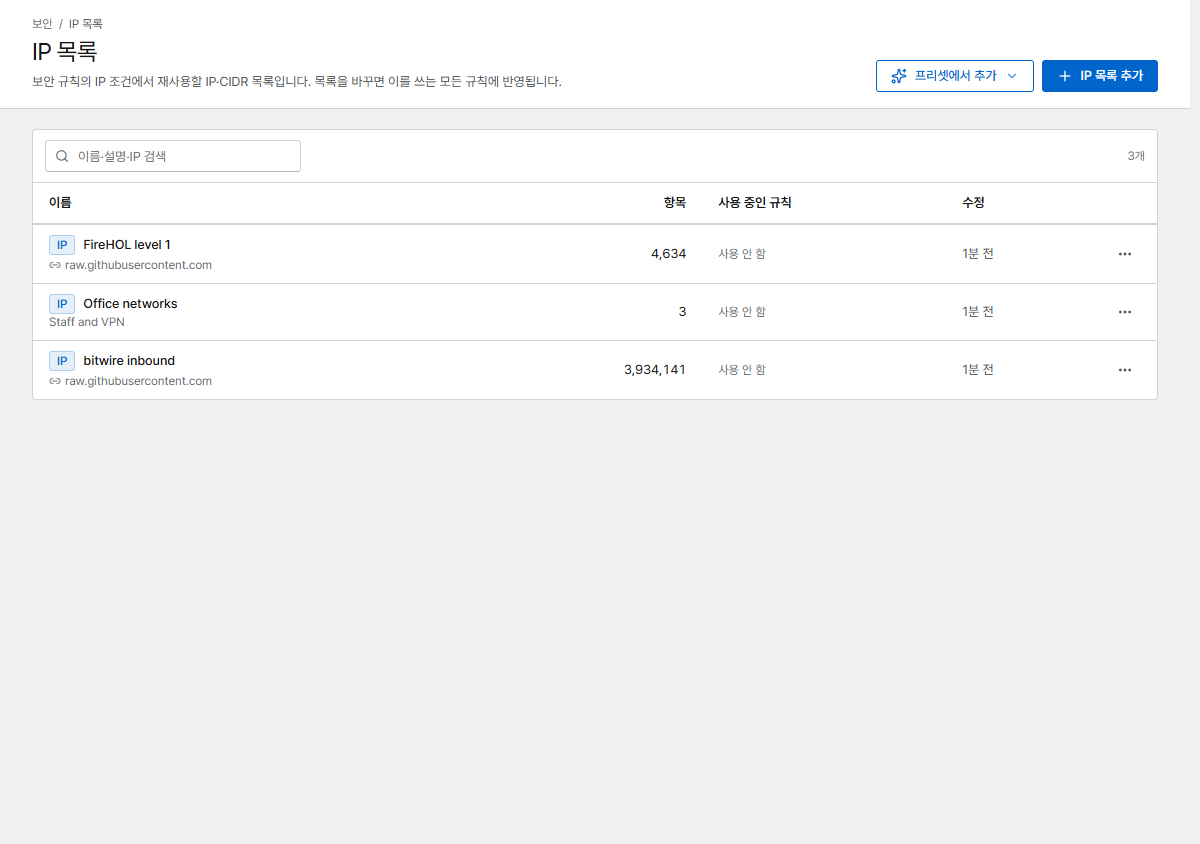 보안 / IP 목록
IP 목록
보안 규칙의 IP 조건에서 재사용할 IP·CIDR 목록입니다. 목록을 바꾸면 이를 쓰는 모든 규칙에 반영됩니다.
프리셋에서 추가
IP 목록 추가
이름·설명·IP 검색
3개
이름 항목 사용 중인 규칙 수정
IP FireHOL level 1
raw.githubusercontent.com
4,634 사용 안 함 1분 전
IP Office networks
Staff and VPN
3 사용 안 함 1분 전
IP bitwire inbound
raw.githubusercontent.com
3,934,141 사용 안 함 1분 전